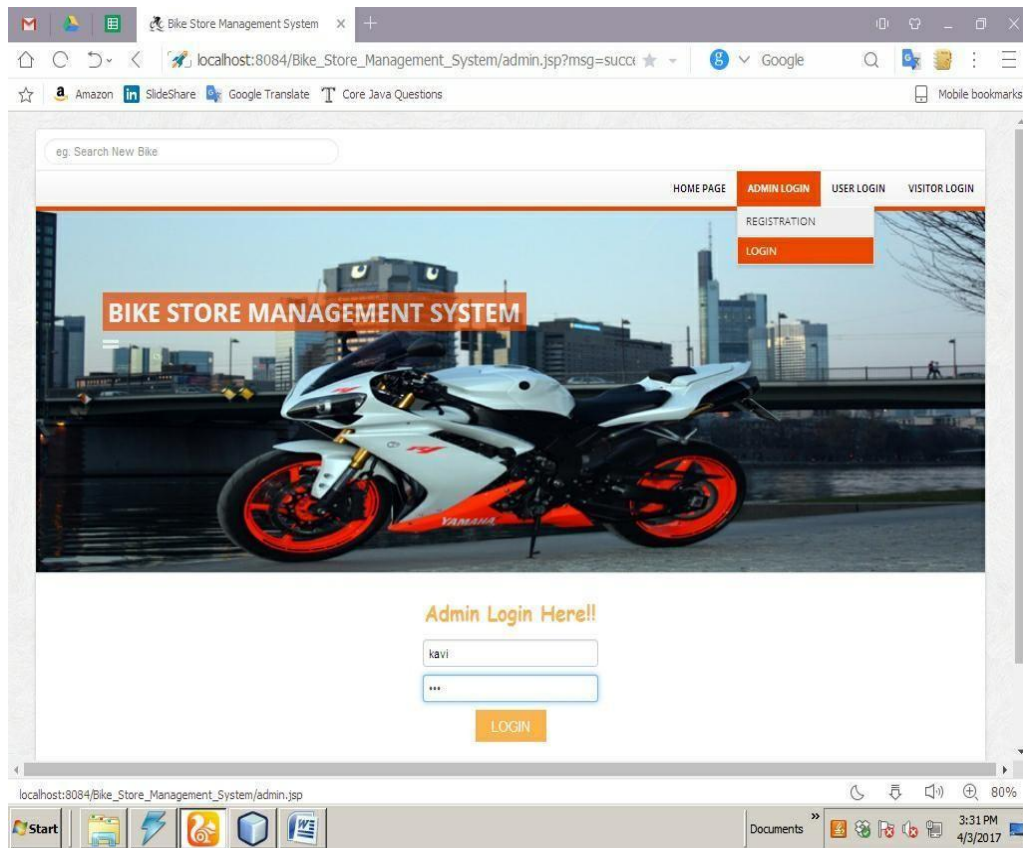 Bike Store Management System
localhost:8084/Bike_Store_Management_System/admin.jsp?msg=succe
Google
Amazon
SlideShare
Google Translate
Core Java Questions
Mobile bookmarks
eg. Search New Bike
HOME PAGE ADMIN LOGIN USER LOGIN VISITOR LOGIN
REGISTRATION
LOGIN
BIKE STORE MANAGEMENT SYSTEM
YAMAHA
Admin Login Here!!
kavi
•••
LOGIN
localhost:8084/Bike_Store_Management_System/admin.jsp
80%
Start
Documents
3:31 PM
4/3/2017